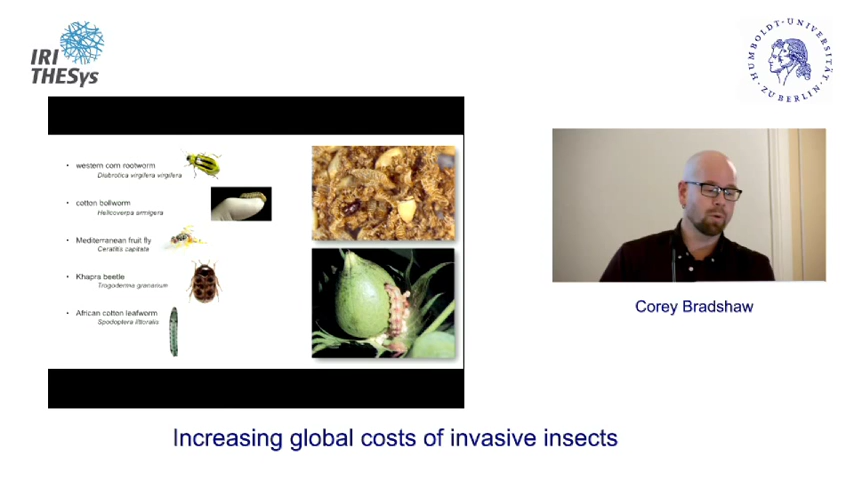 IRI
THESys
HUMBOLDT-UNIVERSITÄT ZU BERLIN
• western corn rootworm
Diabrotica virgifera virgifera
• cotton bollworm
Helicoverpa armigera
• Mediterranean fruit fly
Ceratitis capitata
• Khapra beetle
Trogoderma granarium
• African cotton leafworm
Spodoptera littoralis
Corey Bradshaw
Increasing global costs of invasive insects